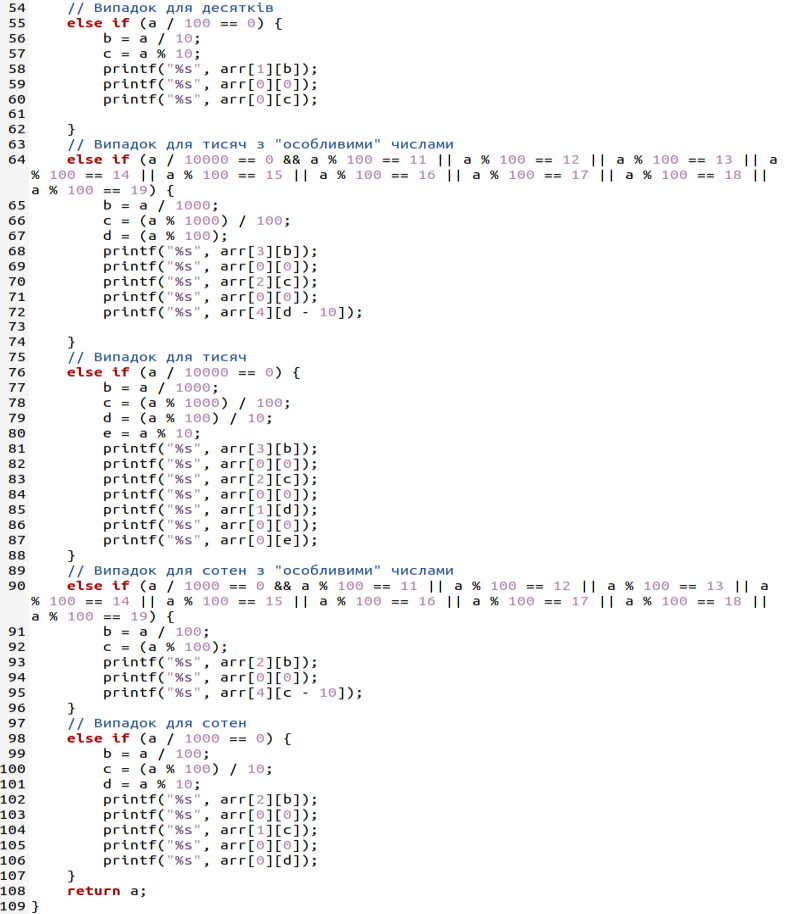 54     // Випадок для десятків
55     else if (a / 100 == 0) {
56         b = a / 10;
57         c = a % 10;
58         printf("%s", arr[1][b]);
59         printf("%s", arr[0][0]);
60         printf("%s", arr[0][c]);
61
62     }
63     // Випадок для тисяч з "особливими" числами
64     else if (a / 10000 == 0 && a % 100 == 11 || a % 100 == 12 || a % 100 == 13 || a
% 100 == 14 || a % 100 == 15 || a % 100 == 16 || a % 100 == 17 || a % 100 == 18 ||
a % 100 == 19) {
65         b = a / 1000;
66         c = (a % 1000) / 100;
67         d = (a % 100);
68         printf("%s", arr[3][b]);
69         printf("%s", arr[0][0]);
70         printf("%s", arr[2][c]);
71         printf("%s", arr[0][0]);
72         printf("%s", arr[4][d - 10]);
73
74     }
75     // Випадок для тисяч
76     else if (a / 10000 == 0) {
77         b = a / 1000;
78         c = (a % 1000) / 100;
79         d = (a % 100) / 10;
80         e = a % 10;
81         printf("%s", arr[3][b]);
82         printf("%s", arr[0][0]);
83         printf("%s", arr[2][c]);
84         printf("%s", arr[0][0]);
85         printf("%s", arr[1][d]);
86         printf("%s", arr[0][0]);
87         printf("%s", arr[0][e]);
88     }
89     // Випадок для сотен з "особливими" числами
90     else if (a / 1000 == 0 && a % 100 == 11 || a % 100 == 12 || a % 100 == 13 || a
% 100 == 14 || a % 100 == 15 || a % 100 == 16 || a % 100 == 17 || a % 100 == 18 ||
a % 100 == 19) {
91         b = a / 100;
92         c = (a % 100);
93         printf("%s", arr[2][b]);
94         printf("%s", arr[0][0]);
95         printf("%s", arr[4][c - 10]);
96     }
97     // Випадок для сотен
98     else if (a / 1000 == 0) {
99         b = a / 100;
100         c = (a % 100) / 10;
101         d = a % 10;
102         printf("%s", arr[2][b]);
103         printf("%s", arr[0][0]);
104         printf("%s", arr[1][c]);
105         printf("%s", arr[0][0]);
106         printf("%s", arr[0][d]);
107     }
108     return a;
109 }